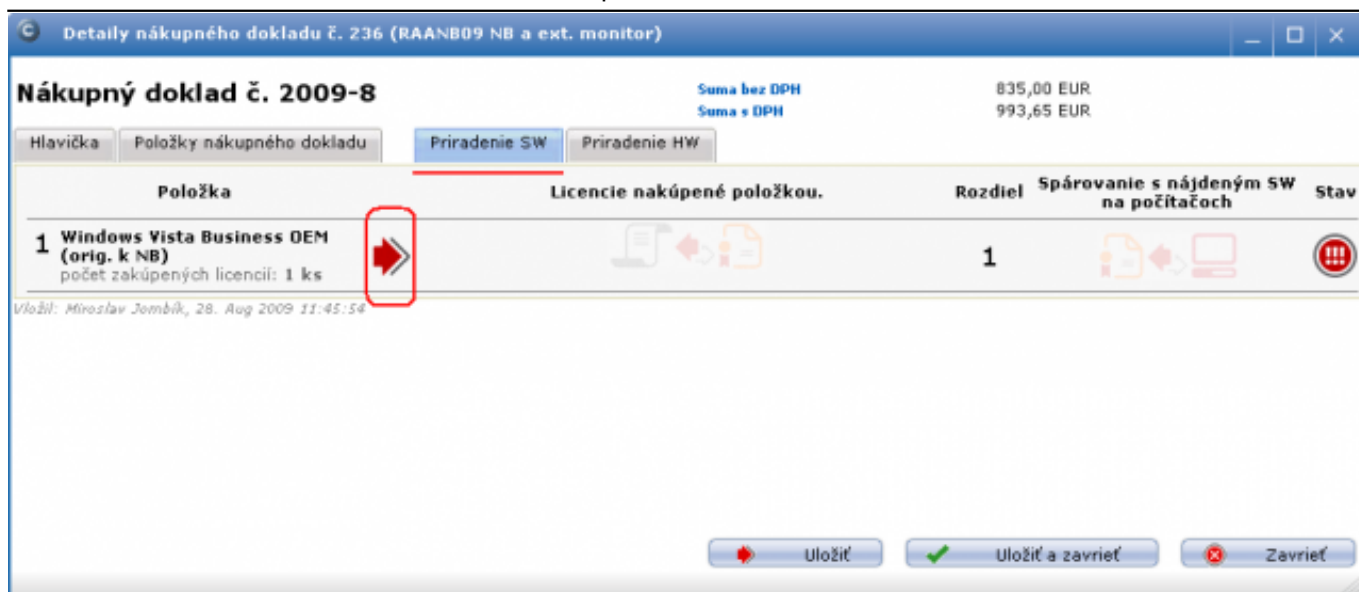 Detaily nákupného dokladu č. 236 (RAANB09 NB a ext. monitor)
Nákupný doklad č. 2009-8
Suma bez DPH 835,00 EUR
Suma s DPH 993,65 EUR
Hlavička Položky nákupného dokladu Priradenie SW Priradenie HW
Položka Licencie nakúpené položkou. Rozdiel Spárovanie s nájdeným SW na počítačoch Stav
1 Windows Vista Business OEM
(orig. k NB)
počet zakúpených licencií: 1 ks
1
Vložil: Miroslav Jombík, 28. Aug 2009 11:45:54
Uložiť Uložiť a zavrieť Zavrieť